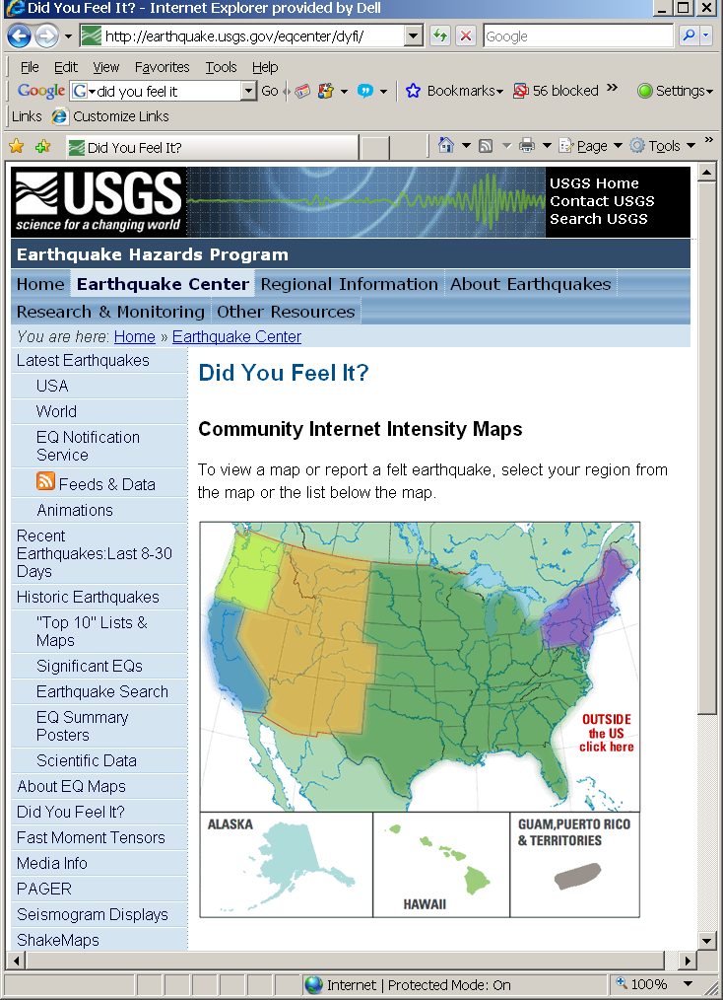 Did You Feel It? - Internet Explorer provided by Dell
http://earthquake.usgs.gov/eqcenter/dyfi/
Google
File Edit View Favorites Tools Help
Google G did you feel it Go Bookmarks 56 blocked » Settings
Links Customize Links
Did You Feel It? Page Tools »
USGS
science for a changing world
USGS Home
Contact USGS
Search USGS
Earthquake Hazards Program
Home Earthquake Center Regional Information About Earthquakes
Research & Monitoring Other Resources
You are here: Home » Earthquake Center
Latest Earthquakes
USA
World
EQ Notification
Service
Feeds & Data
Animations
Recent
Earthquakes:Last 8-30
Days
Historic Earthquakes
"Top 10" Lists &
Maps
Significant EQs
Earthquake Search
EQ Summary
Posters
Scientific Data
About EQ Maps
Did You Feel It?
Fast Moment Tensors
Media Info
PAGER
Seismogram Displays
ShakeMaps
Did You Feel It?
Community Internet Intensity Maps
To view a map or report a felt earthquake, select your region from
the map or the list below the map.
OUTSIDE
the US
click here
ALASKA
HAWAII
GUAM,PUERTO RICO
& TERRITORIES
Internet | Protected Mode: On
100%